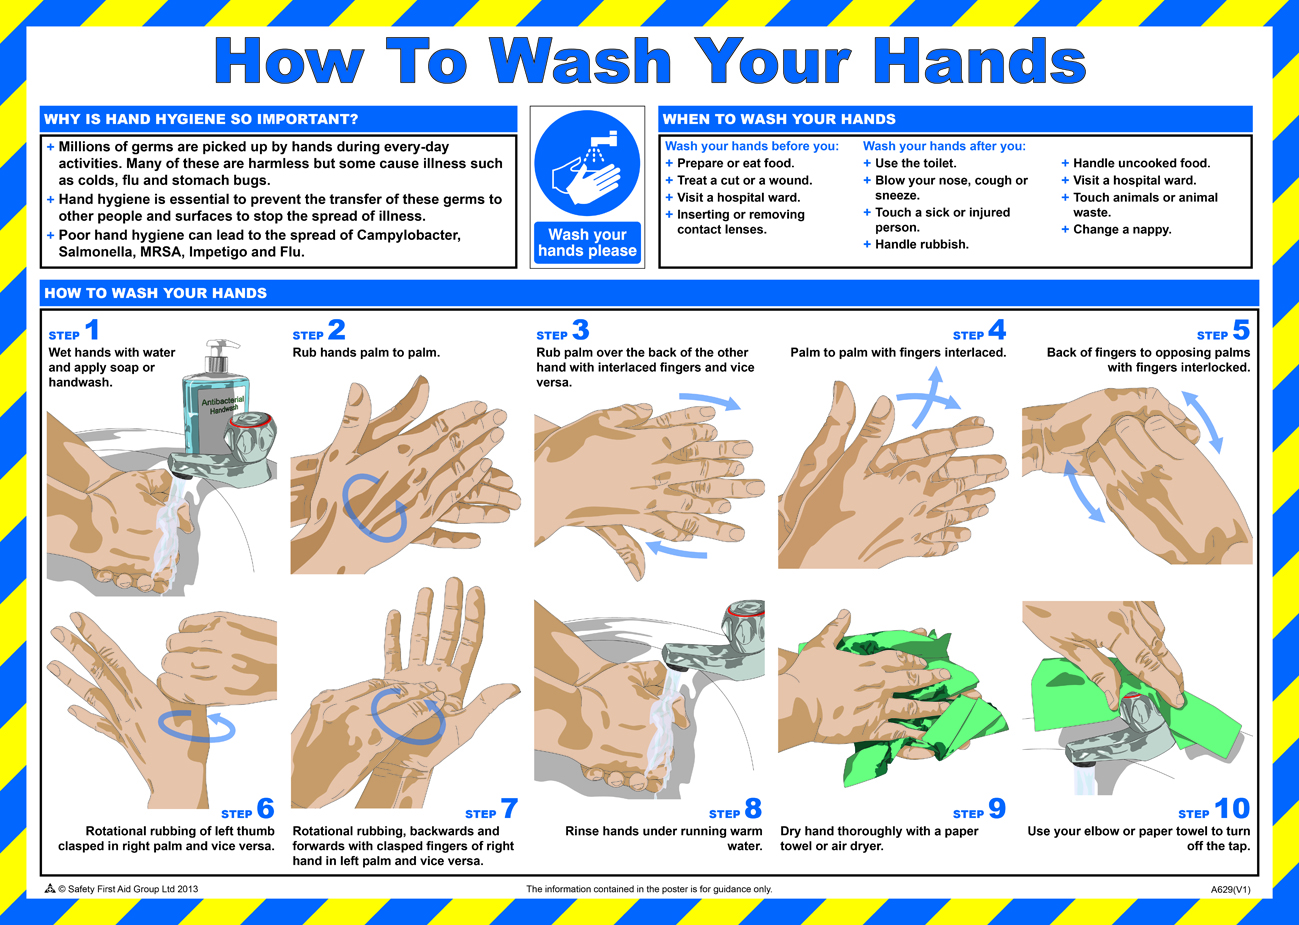 How To Wash Your Hands
WHY IS HAND HYGIENE SO IMPORTANT?
+ Millions of germs are picked up by hands during every-day
activities. Many of these are harmless but some cause illness such
as colds, flu and stomach bugs.
+ Hand hygiene is essential to prevent the transfer of these germs to
other people and surfaces to stop the spread of illness.
+ Poor hand hygiene can lead to the spread of Campylobacter,
Salmonella, MRSA, Impetigo and Flu.
Wash your
hands please
WHEN TO WASH YOUR HANDS
Wash your hands before you:
+ Prepare or eat food.
+ Treat a cut or a wound.
+ Visit a hospital ward.
+ Inserting or removing
contact lenses.
Wash your hands after you:
+ Use the toilet.
+ Blow your nose, cough or
sneeze.
+ Touch a sick or injured
person.
+ Handle rubbish.
+ Handle uncooked food.
+ Visit a hospital ward.
+ Touch animals or animal
waste.
+ Change a nappy.
HOW TO WASH YOUR HANDS
STEP 1
Wet hands with water
and apply soap or
handwash.
Antibacterial
Handwash
STEP 2
Rub hands palm to palm.
STEP 3
Rub palm over the back of the other
hand with interlaced fingers and vice
versa.
STEP 4
Palm to palm with fingers interlaced.
STEP 5
Back of fingers to opposing palms
with fingers interlocked.
STEP 6
Rotational rubbing of left thumb
clasped in right palm and vice versa.
STEP 7
Rotational rubbing, backwards and
forwards with clasped fingers of right
hand in left palm and vice versa.
STEP 8
Rinse hands under running warm
water.
STEP 9
Dry hand thoroughly with a paper
towel or air dryer.
STEP 10
Use your elbow or paper towel to turn
off the tap.
© Safety First Aid Group Ltd 2013
The information contained in the poster is for guidance only.
A629(V1)